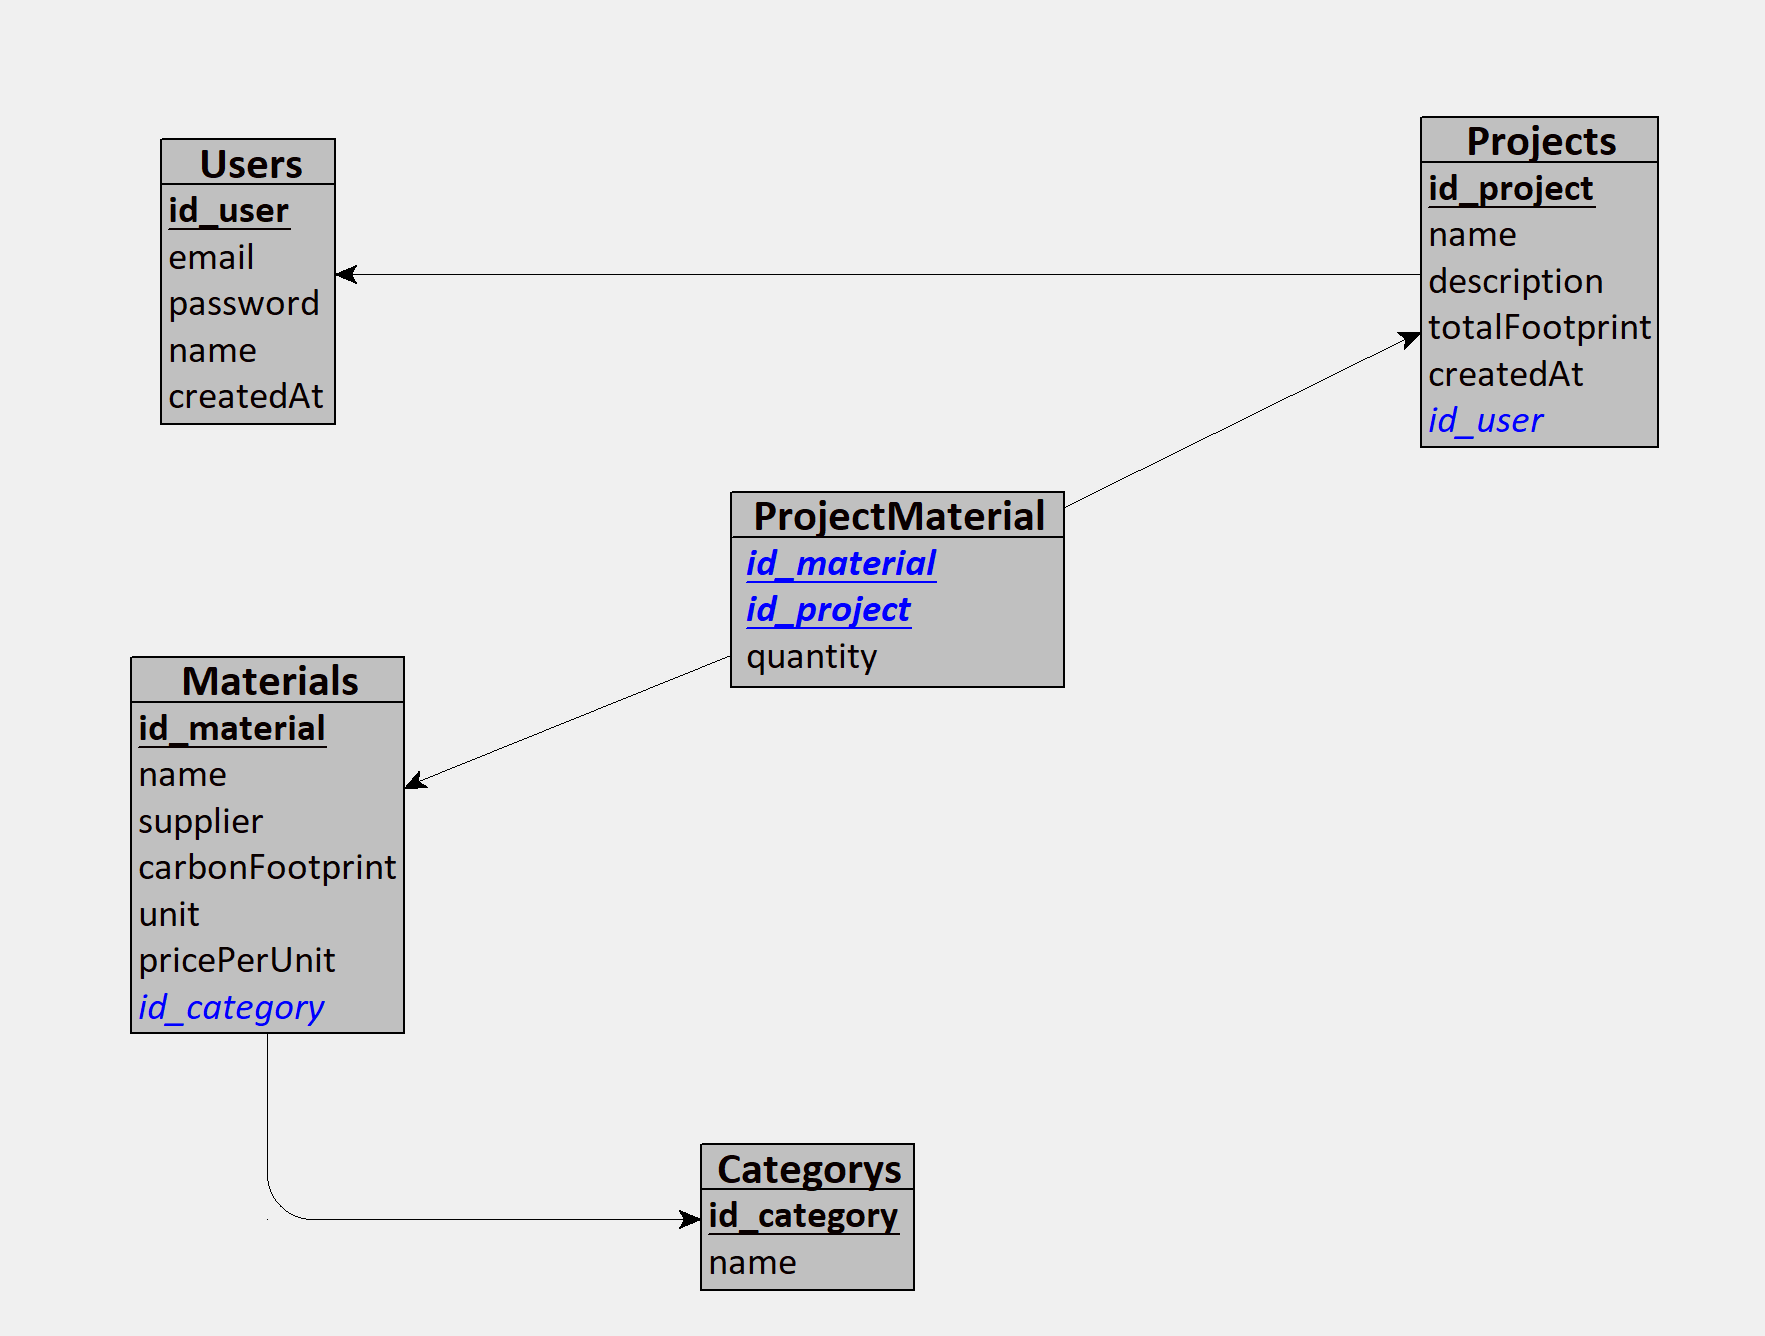 Users
id_user
email
password
name
createdAt
Projects
id_project
name
description
totalFootprint
createdAt
id_user
ProjectMaterial
id_material
id_project
quantity
Materials
id_material
name
supplier
carbonFootprint
unit
pricePerUnit
id_category
Categorys
id_category
name